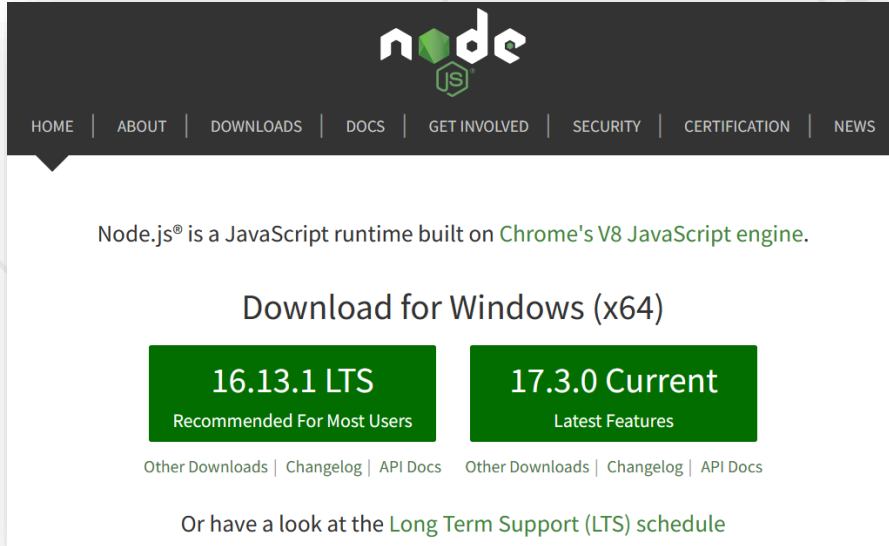 node
JS®
HOME | ABOUT | DOWNLOADS | DOCS | GET INVOLVED | SECURITY | CERTIFICATION | NEWS
Node.js® is a JavaScript runtime built on Chrome's V8 JavaScript engine.
Download for Windows (x64)
16.13.1 LTS
Recommended For Most Users
17.3.0 Current
Latest Features
Other Downloads | Changelog | API Docs
Other Downloads | Changelog | API Docs
Or have a look at the Long Term Support (LTS) schedule